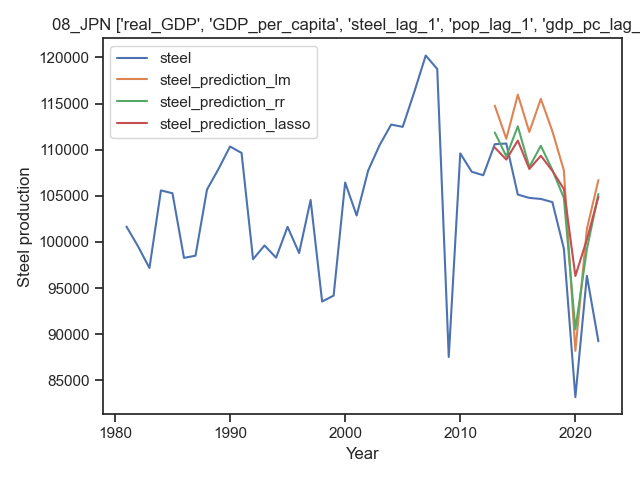 08_JPN ['real_GDP', 'GDP_per_capita', 'steel_lag_1', 'pop_lag_1', 'gdp_pc_lag_
steel
steel_prediction_lm
steel_prediction_rr
steel_prediction_lasso
120000
115000
110000
105000
100000
95000
90000
85000
Steel production
1980
1990
2000
2010
2020
Year